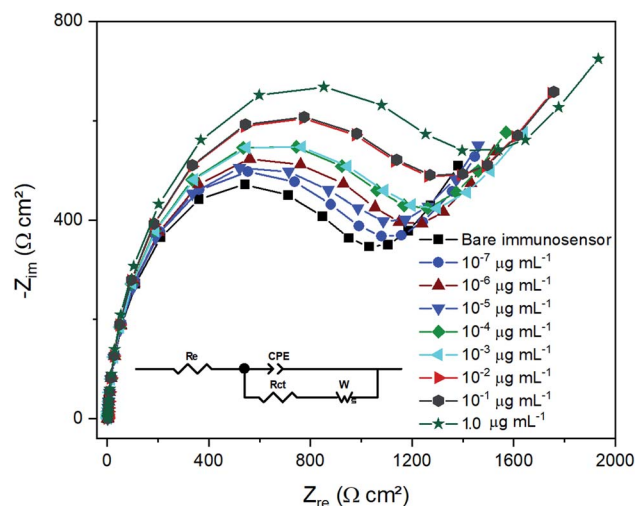 800
400
0
-Z_im (Ω cm²)
Bare immunosensor
10⁻⁷ µg mL⁻¹
10⁻⁶ µg mL⁻¹
10⁻⁵ µg mL⁻¹
10⁻⁴ µg mL⁻¹
10⁻³ µg mL⁻¹
10⁻² µg mL⁻¹
10⁻¹ µg mL⁻¹
1.0 µg mL⁻¹
Re
CPE
Rct
W
s
0 400 800 1200 1600 2000
Z_re (Ω cm²)